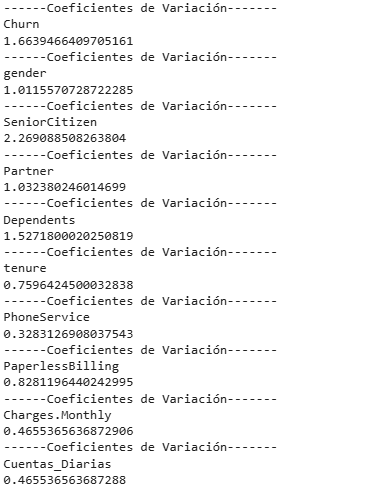 ------Coeficientes de Variación-------
Churn
1.6639466409705161
------Coeficientes de Variación-------
gender
1.0115570728722285
------Coeficientes de Variación-------
SeniorCitizen
2.269088508263804
------Coeficientes de Variación-------
Partner
1.032380246014699
------Coeficientes de Variación-------
Dependents
1.5271800020250819
------Coeficientes de Variación-------
tenure
0.7596424500032838
------Coeficientes de Variación-------
PhoneService
0.3283126908037543
------Coeficientes de Variación-------
PaperlessBilling
0.8281196440242995
------Coeficientes de Variación-------
Charges.Monthly
0.4655363636872906
------Coeficientes de Variación-------
Cuentas_Diarias
0.465536563687288